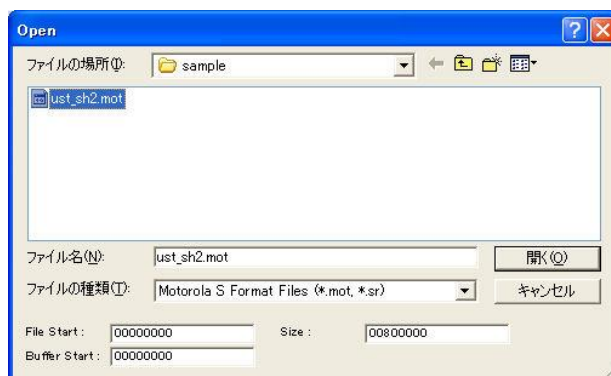 Open
ファイルの場所(I): sample
ust_sh2.mot
ファイル名(N): ust_sh2.mot 開く(O)
ファイルの種類(T): Motorola S Format Files (*.mot, *.sr) キャンセル
File Start : 00000000 Size : 00800000
Buffer Start : 00000000